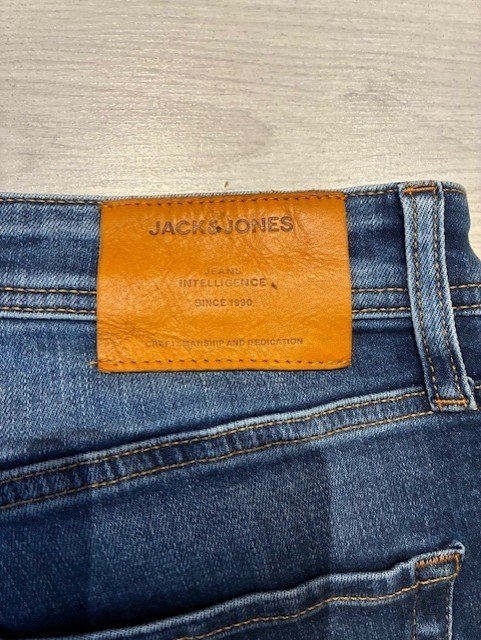 JACK&JONES
JEANS
INTELLIGENCE
SINCE 1990
CRAFTSMANSHIP AND DEDICATION